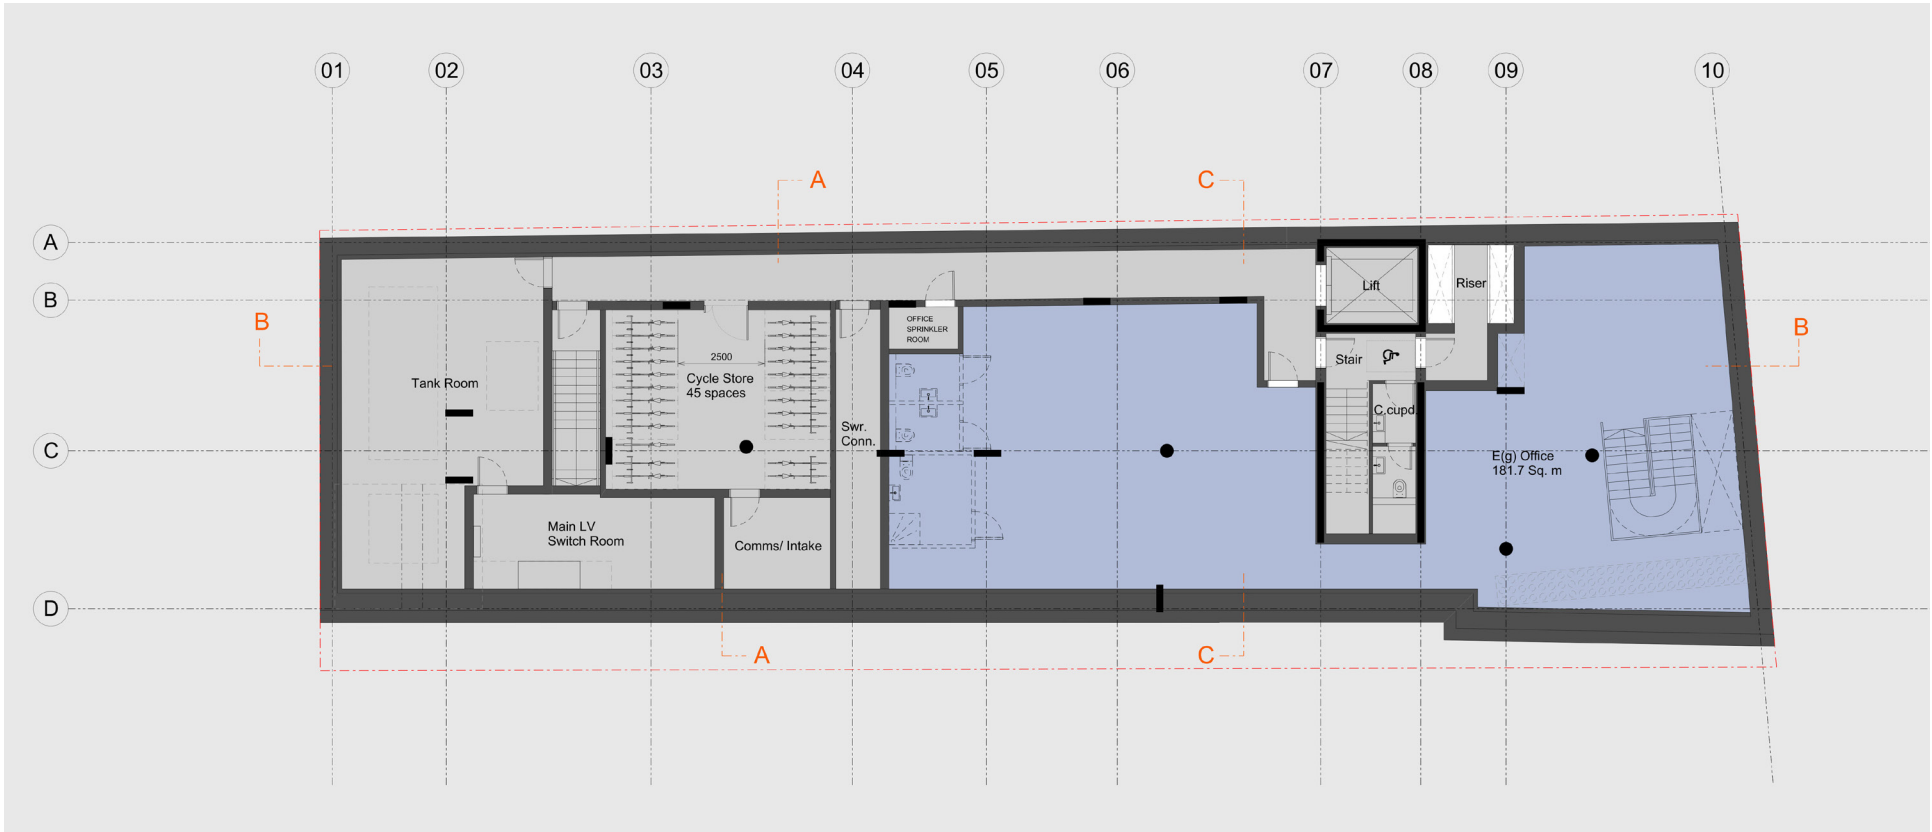 01 02 03 04 05 06 07 08 09 10
A C
A
B
Lift Riser
B B
OFFICE
SPRINKLER
ROOM
2500
Stair
Tank Room
Cycle Store
45 spaces
C.cupd.
Swr.
Conn.
C
E(g) Office
181.7 Sq. m
Main LV
Switch Room
Comms/ Intake
D
A C